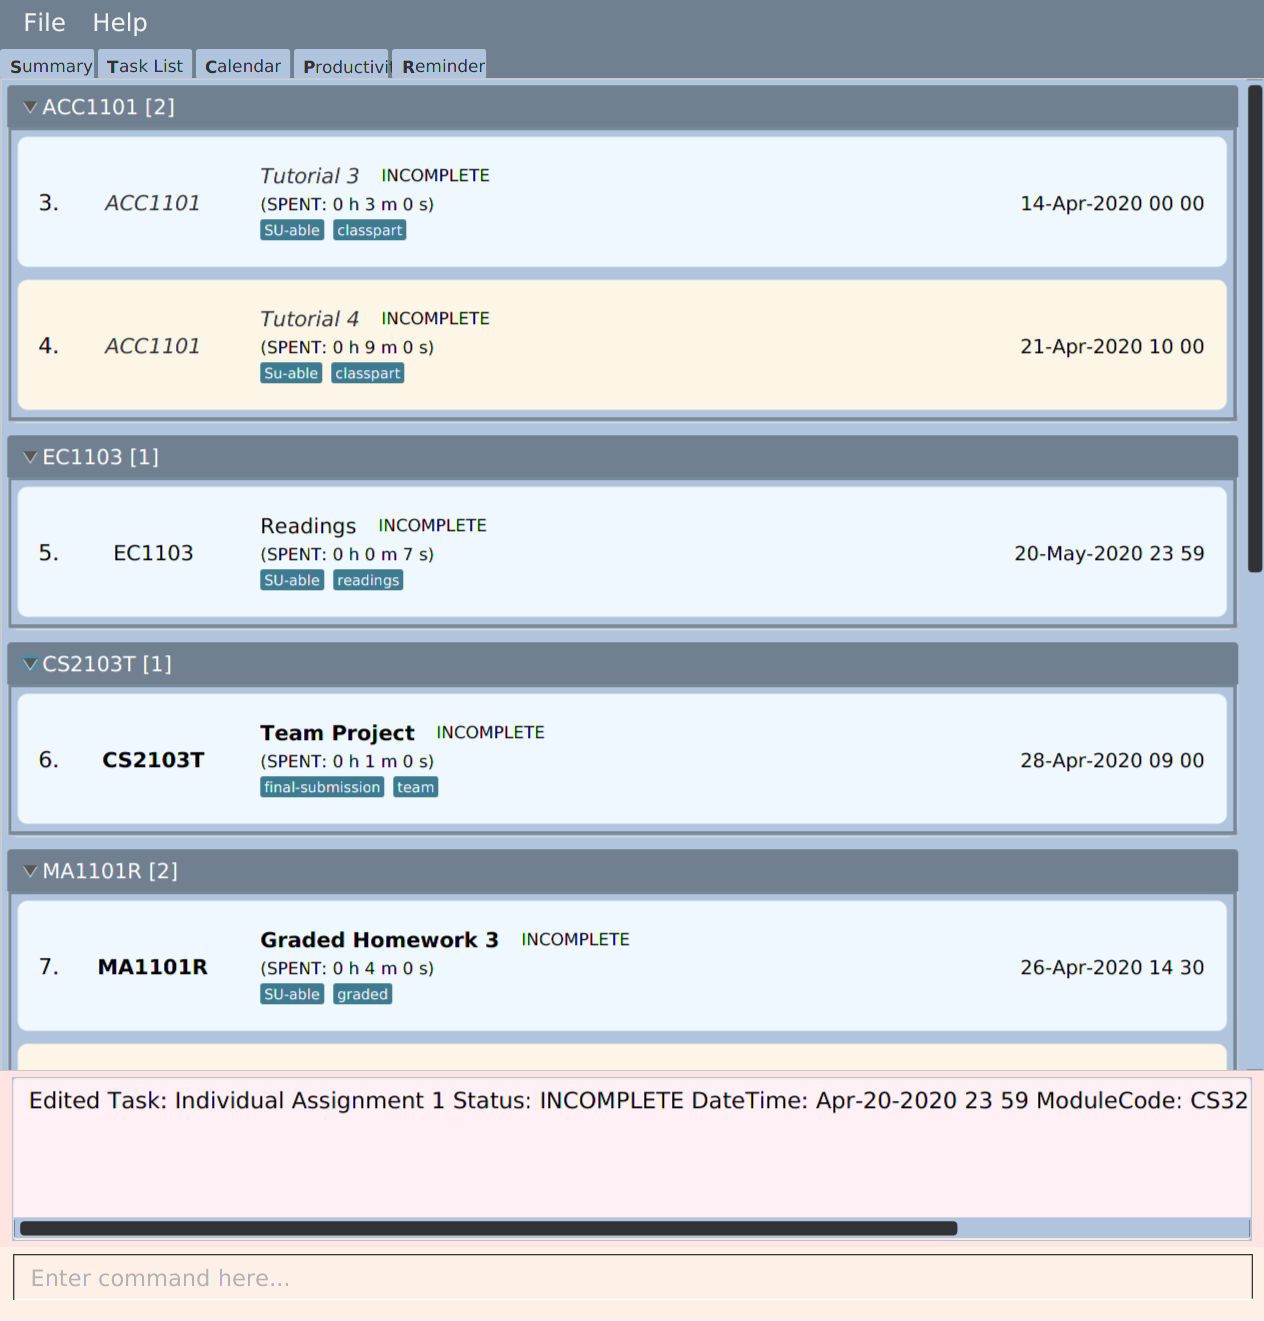 File Help
Summary Task List Calendar Productivi Reminder
ACC1101 [2]
Tutorial 3 INCOMPLETE
3. ACC1101 (SPENT: 0 h 3 m 0 s) 14-Apr-2020 00 00
SU-able classpart
Tutorial 4 INCOMPLETE
4. ACC1101 (SPENT: 0 h 9 m 0 s) 21-Apr-2020 10 00
Su-able classpart
EC1103 [1]
Readings INCOMPLETE
5. EC1103 (SPENT: 0 h 0 m 7 s) 20-May-2020 23 59
SU-able readings
CS2103T [1]
Team Project INCOMPLETE
6. CS2103T (SPENT: 0 h 1 m 0 s) 28-Apr-2020 09 00
final-submission team
MA1101R [2]
Graded Homework 3 INCOMPLETE
7. MA1101R (SPENT: 0 h 4 m 0 s) 26-Apr-2020 14 30
SU-able graded
Edited Task: Individual Assignment 1 Status: INCOMPLETE DateTime: Apr-20-2020 23 59 ModuleCode: CS32
Enter command here...